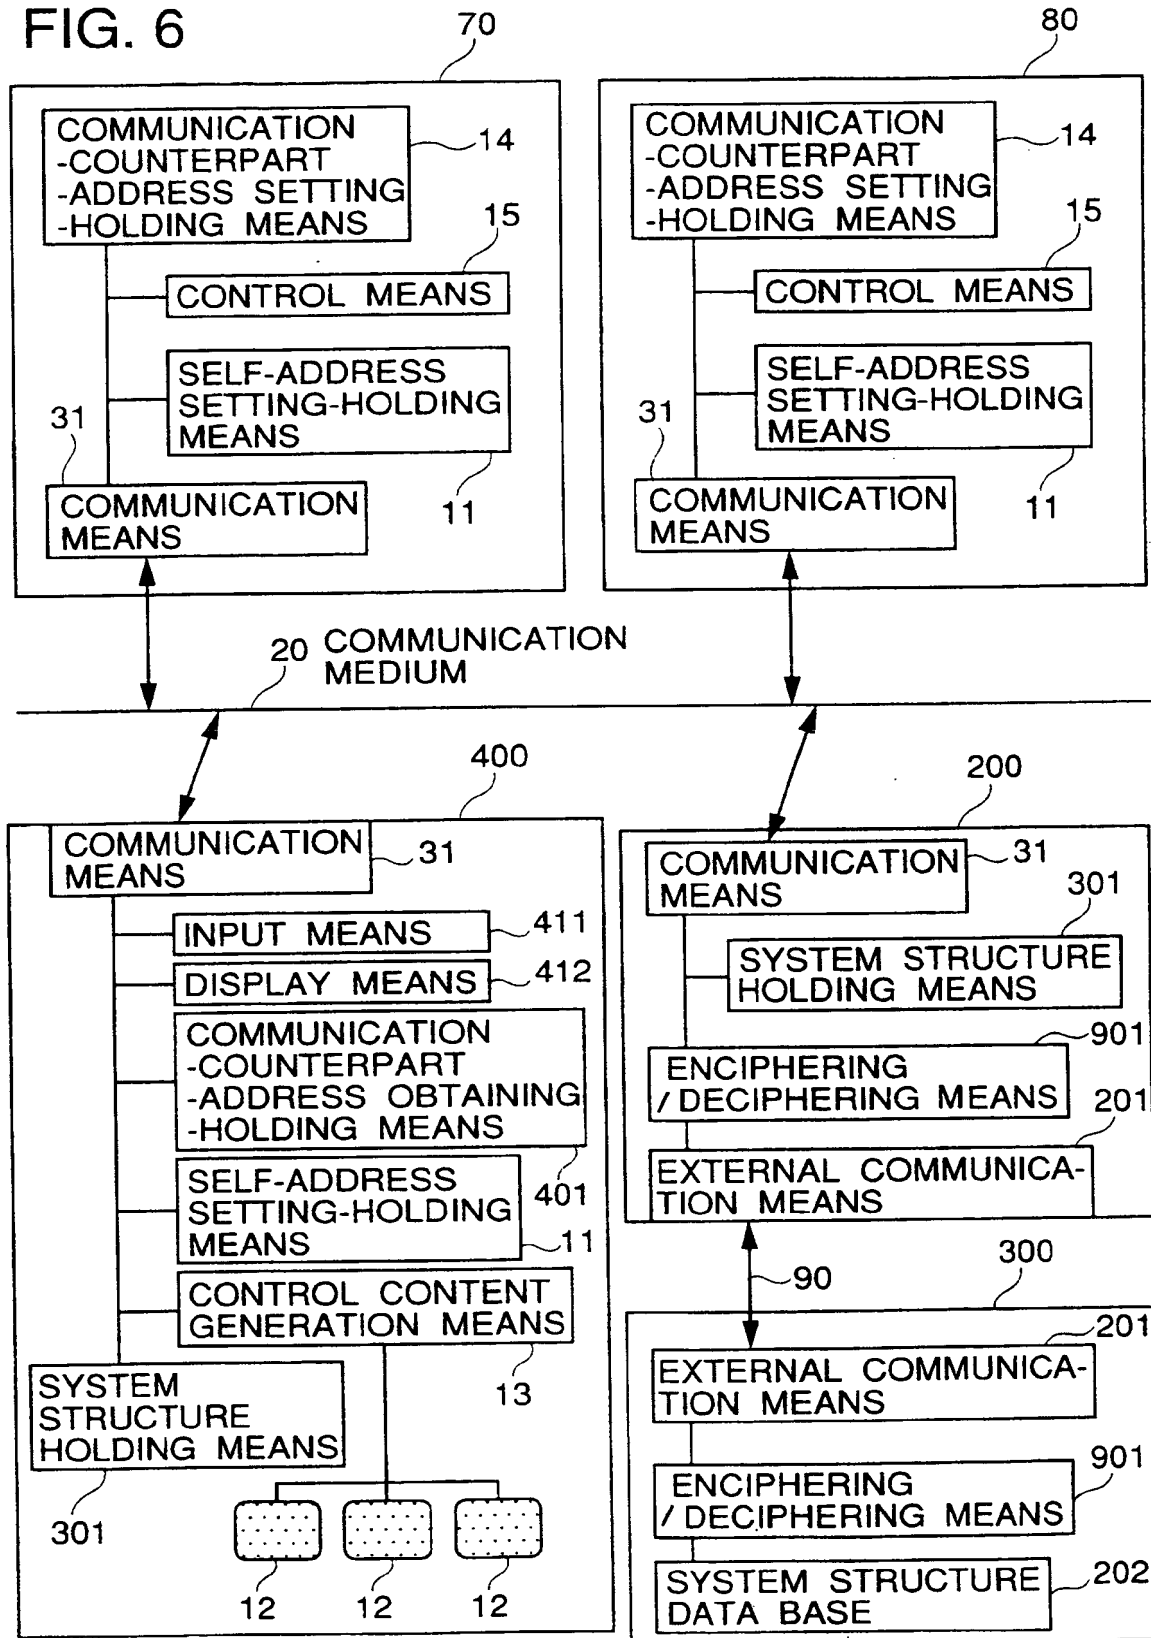 FIG. 6
70
80
COMMUNICATION
-COUNTERPART
-ADDRESS SETTING
-HOLDING MEANS
14
15
CONTROL MEANS
SELF-ADDRESS
SETTING-HOLDING
MEANS
31
11
COMMUNICATION
MEANS
COMMUNICATION
-COUNTERPART
-ADDRESS SETTING
-HOLDING MEANS
14
15
CONTROL MEANS
SELF-ADDRESS
SETTING-HOLDING
MEANS
31
11
COMMUNICATION
MEANS
20 COMMUNICATION
MEDIUM
400
COMMUNICATION
MEANS
31
INPUT MEANS
411
DISPLAY MEANS
412
COMMUNICATION
-COUNTERPART
-ADDRESS OBTAINING
-HOLDING MEANS
401
SELF-ADDRESS
SETTING-HOLDING
MEANS
11
CONTROL CONTENT
GENERATION MEANS
13
SYSTEM
STRUCTURE
HOLDING MEANS
301
12 12 12
200
COMMUNICATION
MEANS
31
301
SYSTEM STRUCTURE
HOLDING MEANS
901
ENCIPHERING
/DECIPHERING MEANS
201
EXTERNAL COMMUNICA-
TION MEANS
90
300
201
EXTERNAL COMMUNICA-
TION MEANS
901
ENCIPHERING
/DECIPHERING MEANS
202
SYSTEM STRUCTURE
DATA BASE